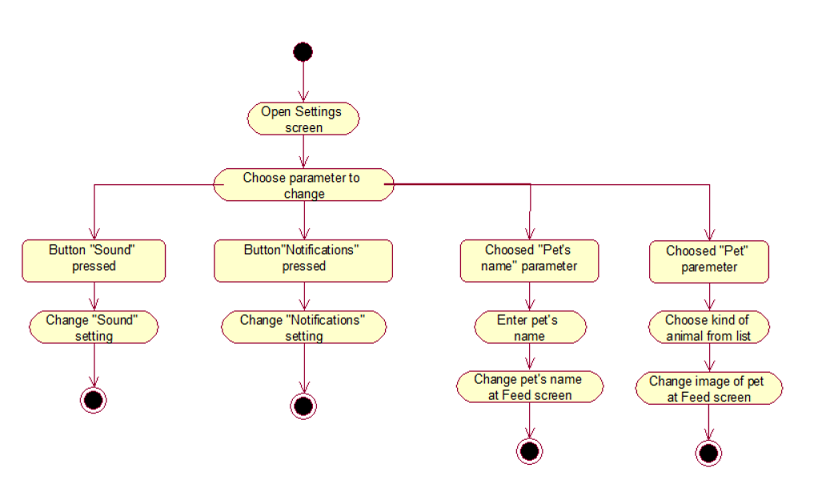 Open Settings
screen
Choose parameter to
change
Button "Sound"
pressed
Button"Notifications"
pressed
Choosed "Pet's
name" parameter
Choosed "Pet"
paremeter
Change "Sound"
setting
Change "Notifications"
setting
Enter pet's
name
Choose kind of
animal from list
Change pet's name
at Feed screen
Change image of pet
at Feed screen